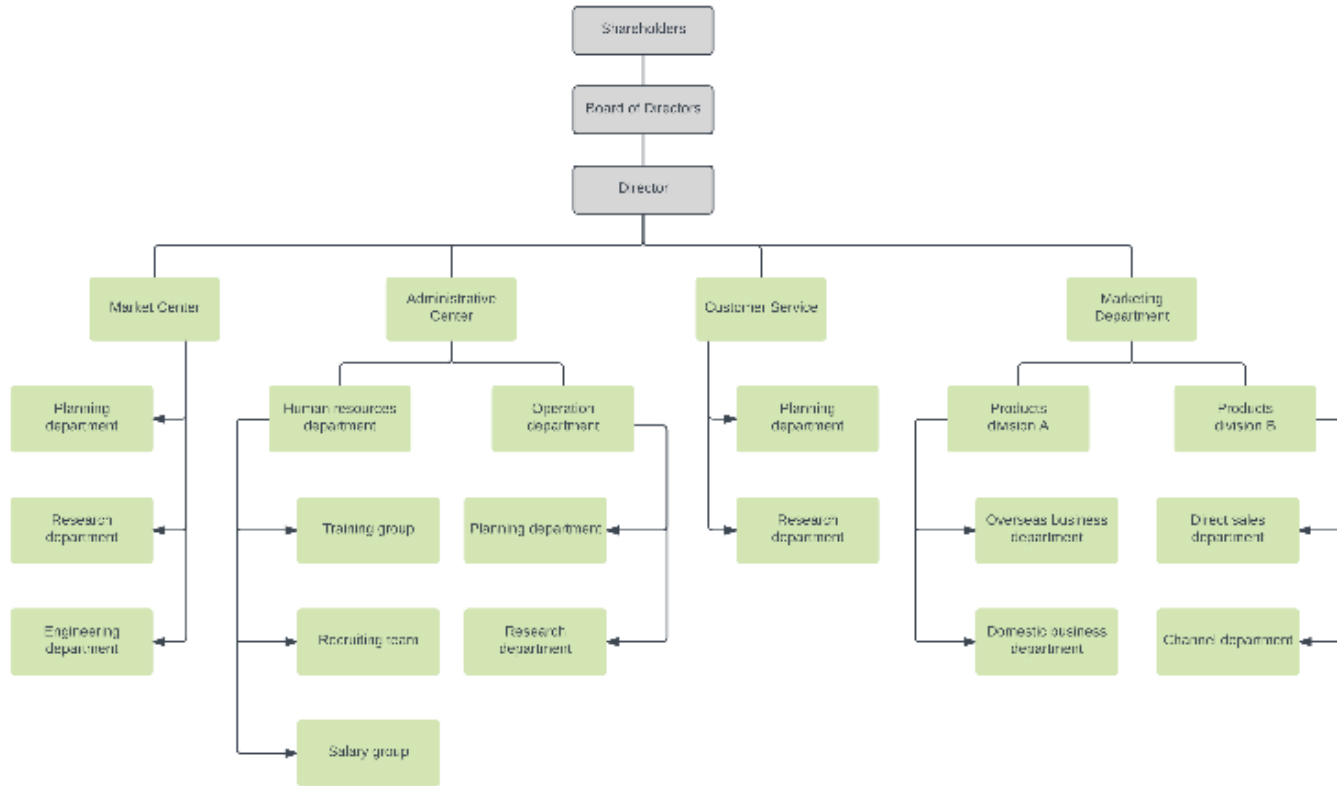 Shareholders
Board of Directors
Director
Market Center
Administrative
Center
Customer Service
Marketing
Department
Planning
department
Human resources
department
Operation
department
Planning
department
Products
division A
Products
division B
Research
department
Training group
Planning department
Research
department
Overseas business
department
Direct sales
department
Engineering
department
Recruiting team
Research
department
Domestic business
department
Channel department
Salary group